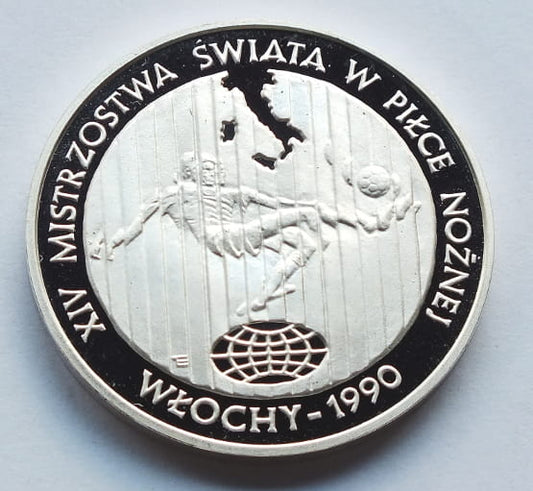 XIV MISTRZOSTWA ŚWIATA W PIŁCE NOŻNEJ
WŁOCHY-1990